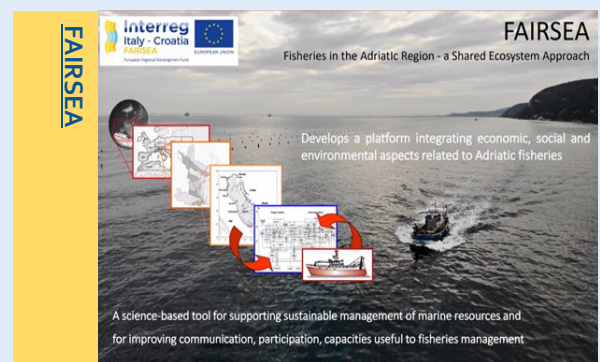 FAIRSEA
Interreg
Italy - Croatia
FAIRSEA
EUROPEAN UNION
European Regional Development Fund
FAIRSEA
Fisheries in the Adriatic Region - a Shared Ecosystem Approach
Develops a platform integrating economic, social and
environmental aspects related to Adriatic fisheries
A science-based tool for supporting sustainable management of marine resources and
for improving communication, participation, capacities useful to fisheries management